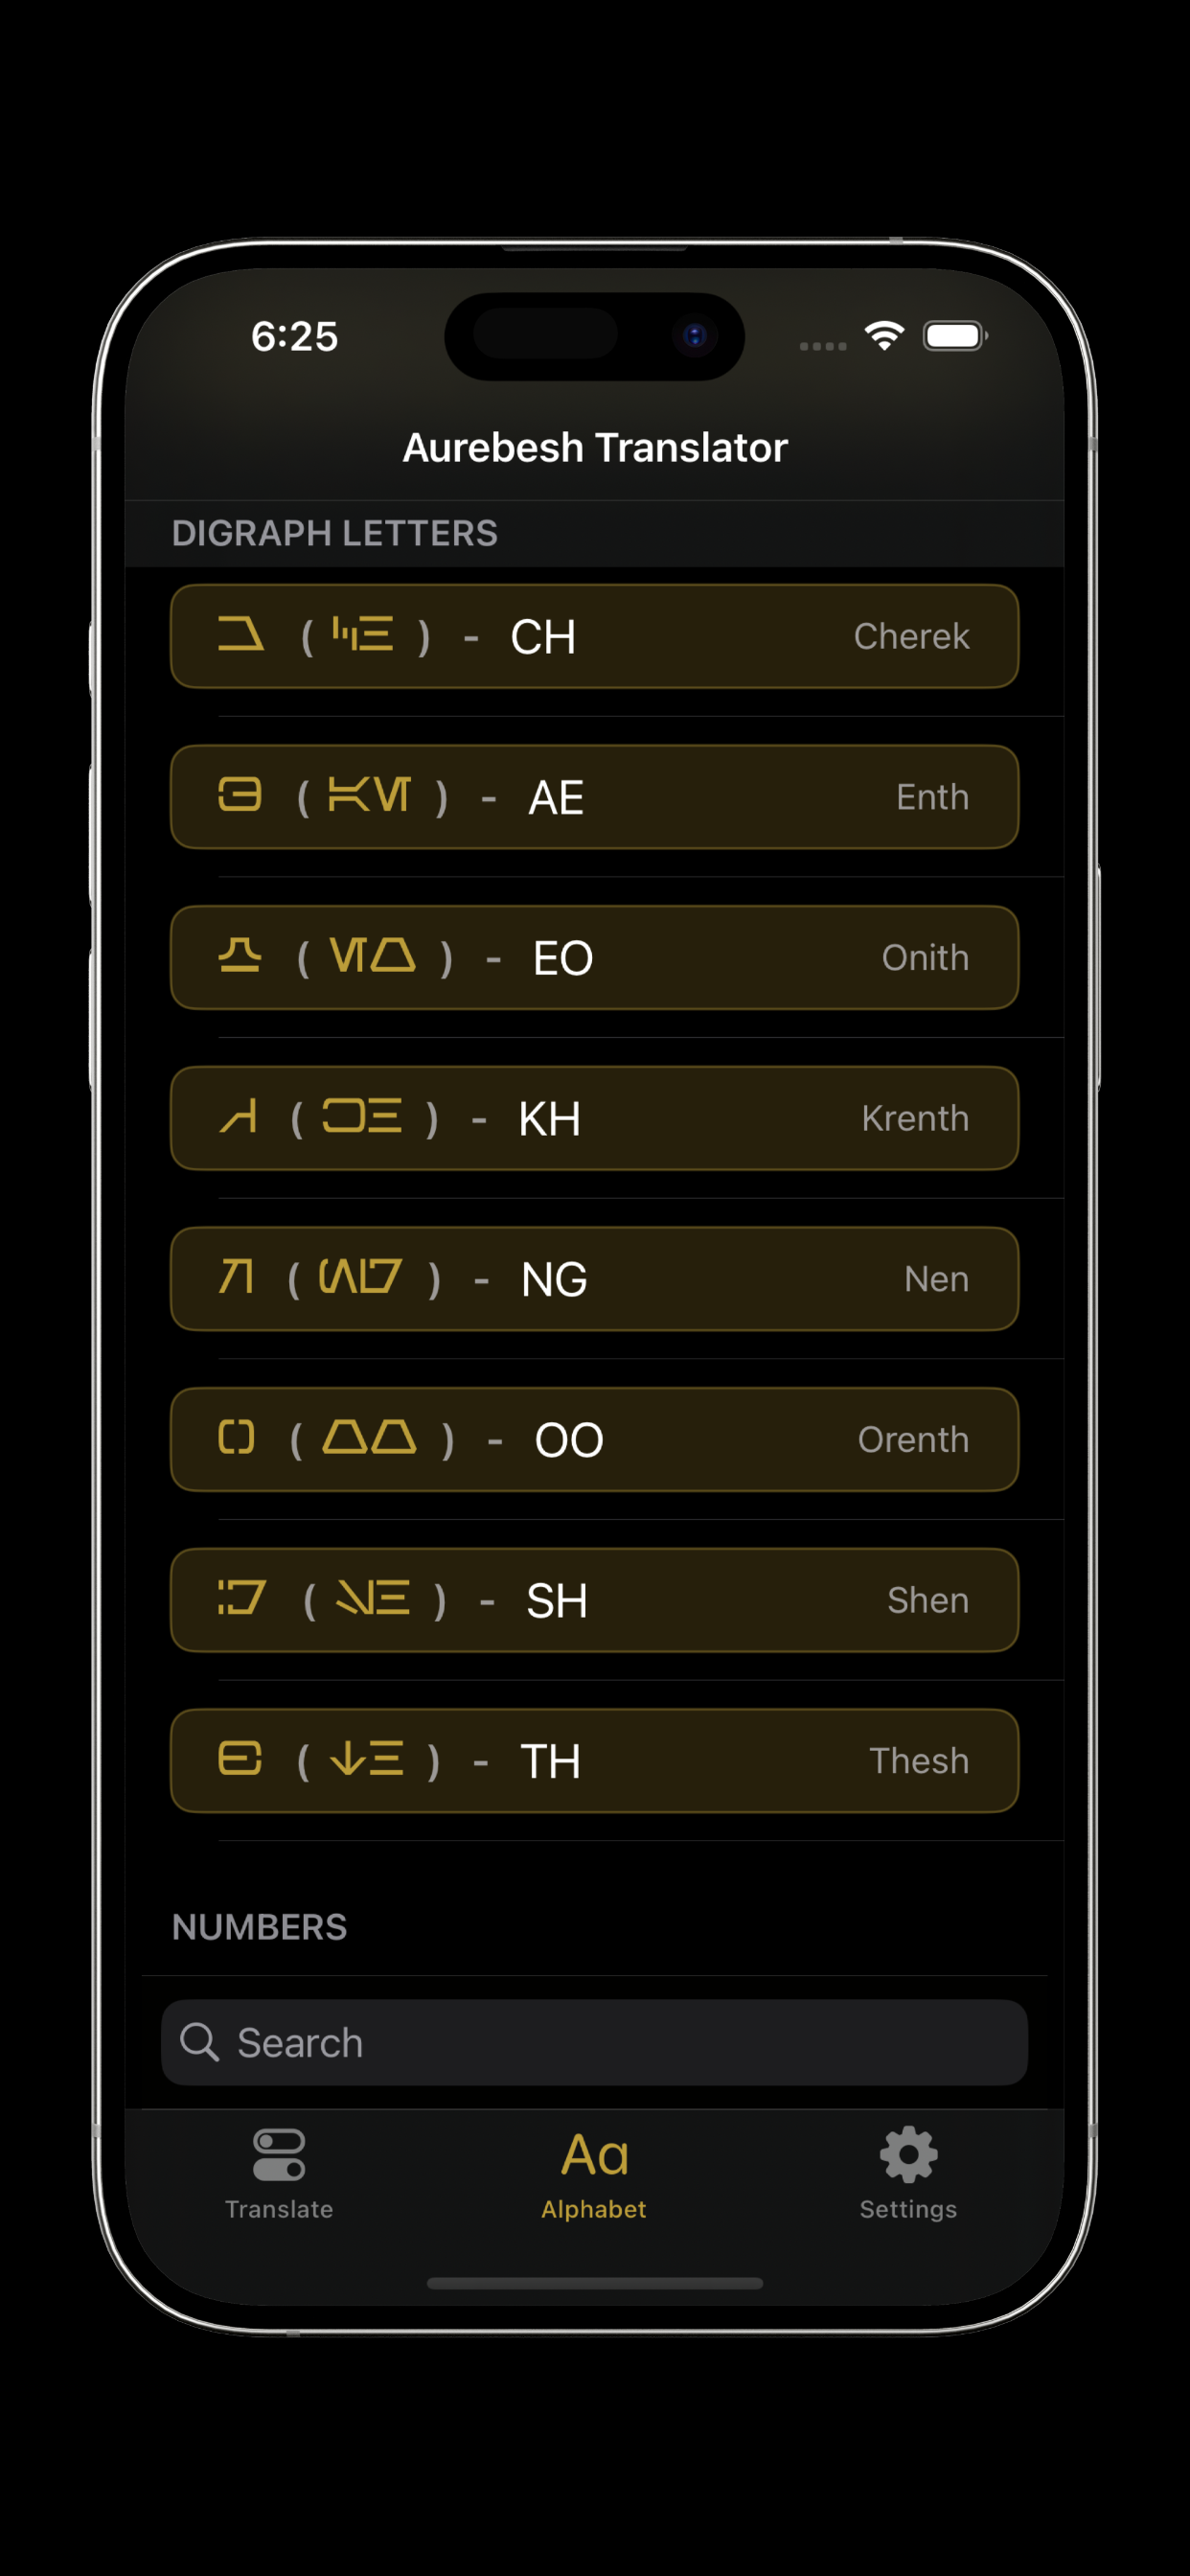 6:25
Aurebesh Translator
DIGRAPH LETTERS
( ) - CH Cherek
( ) - AE Enth
( ) - EO Onith
( ) - KH Krenth
( ) - NG Nen
( ) - OO Orenth
( ) - SH Shen
( ) - TH Thesh
NUMBERS
Search
Aa
Translate Alphabet Settings